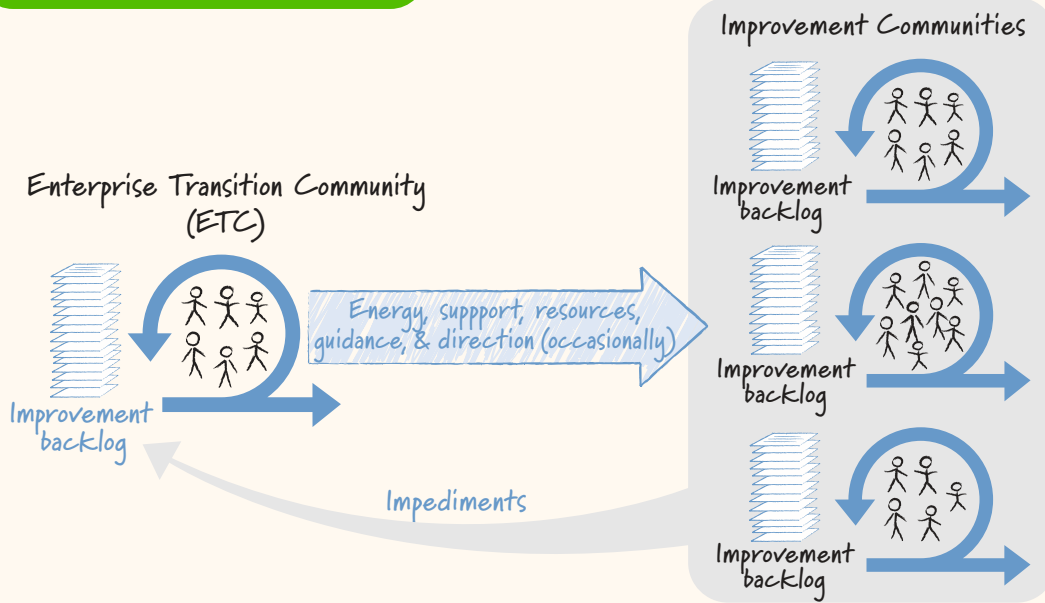 Improvement Communities
Improvement
backlog
Enterprise Transition Community
(ETC)
Improvement
backlog
Energy, suppport, resources,
guidance, & direction (occasionally)
Improvement
backlog
Impediments
Improvement
backlog